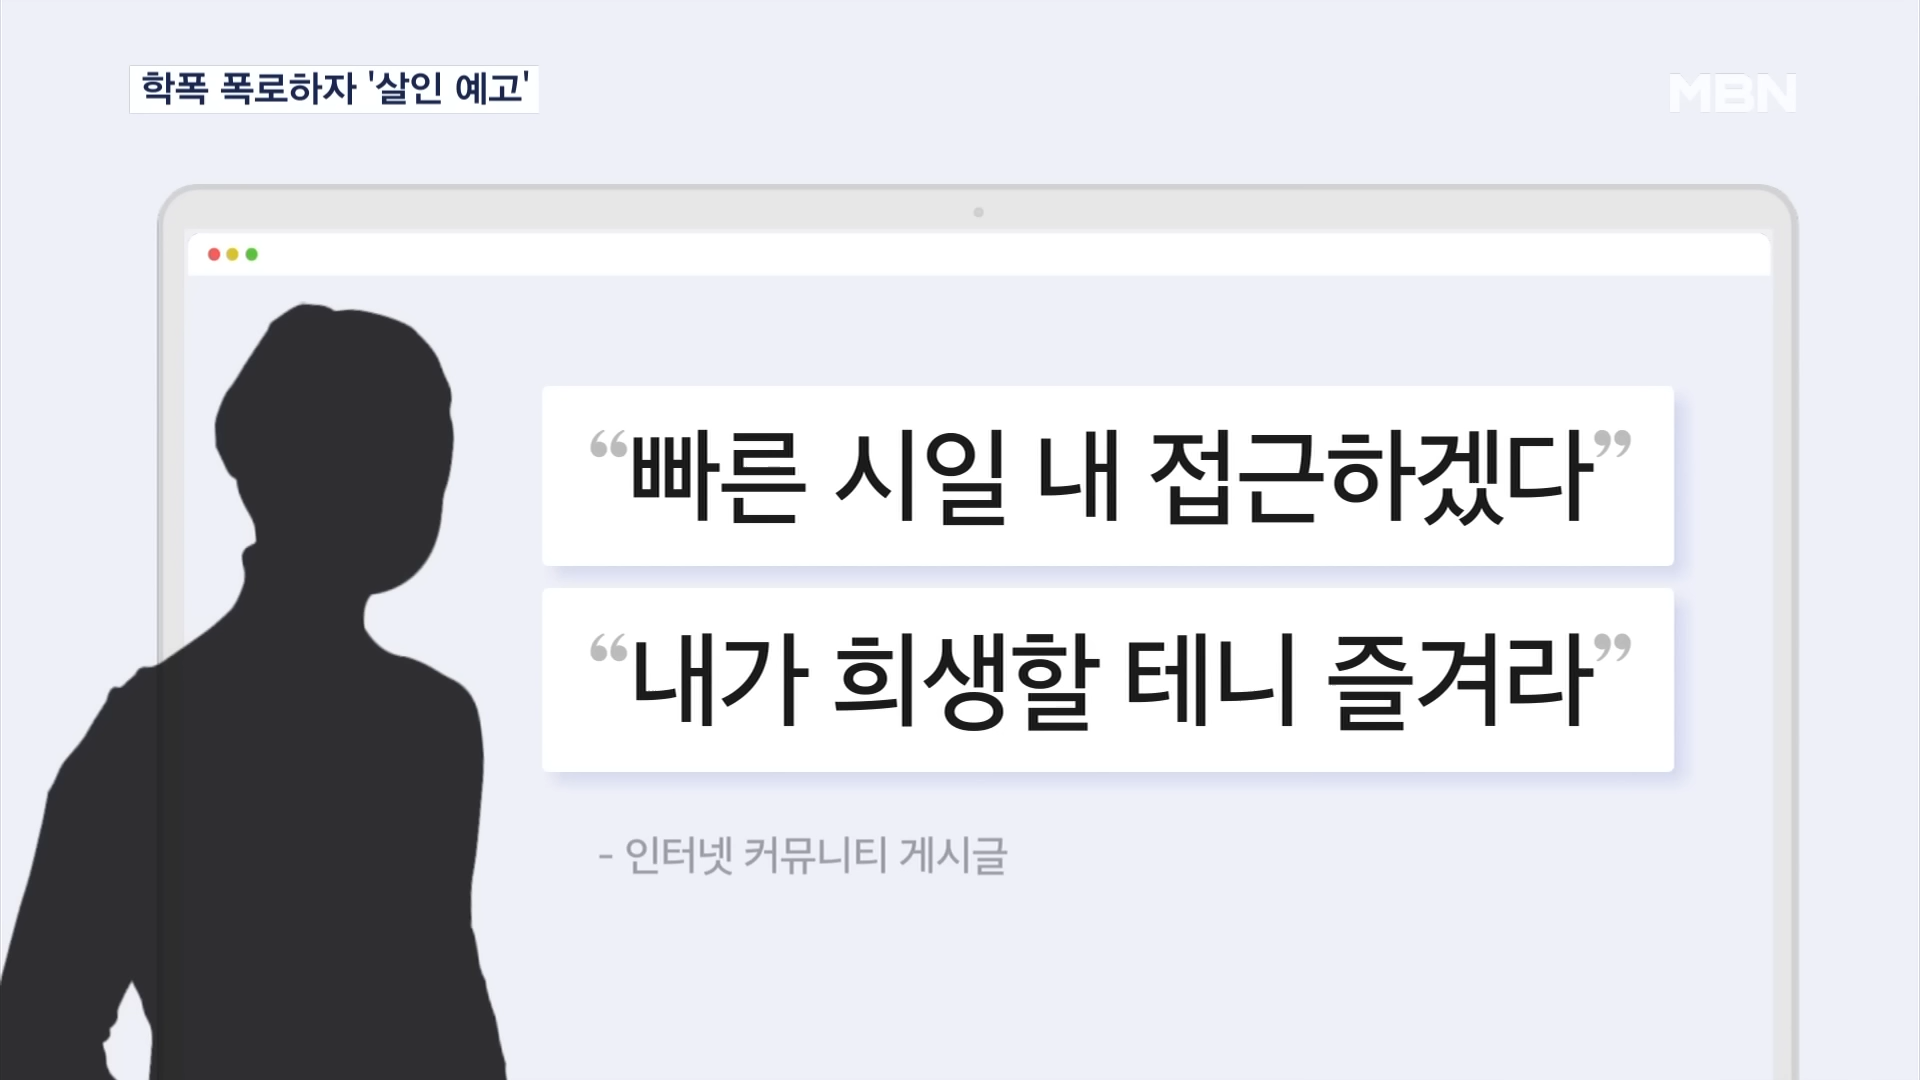 학폭 폭로하자 '살인 예고'
MBN
“빠른 시일 내 접근하겠다”
“내가 희생할 테니 즐겨라”
- 인터넷 커뮤니티 게시글